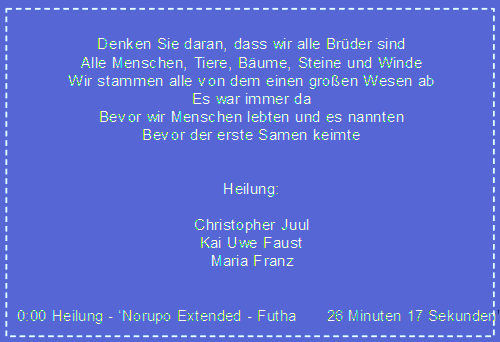 Denken Sie daran, dass wir alle Brüder sind
Alle Menschen, Tiere, Bäume, Steine und Winde
Wir stammen alle von dem einen großen Wesen ab
Es war immer da
Bevor wir Menschen lebten und es nannten
Bevor der erste Samen keimte
Heilung:
Christopher Juul
Kai Uwe Faust
Maria Franz
0:00 Heilung - ‘Norupo Extended - Futha 26 Minuten 17 Sekunden"